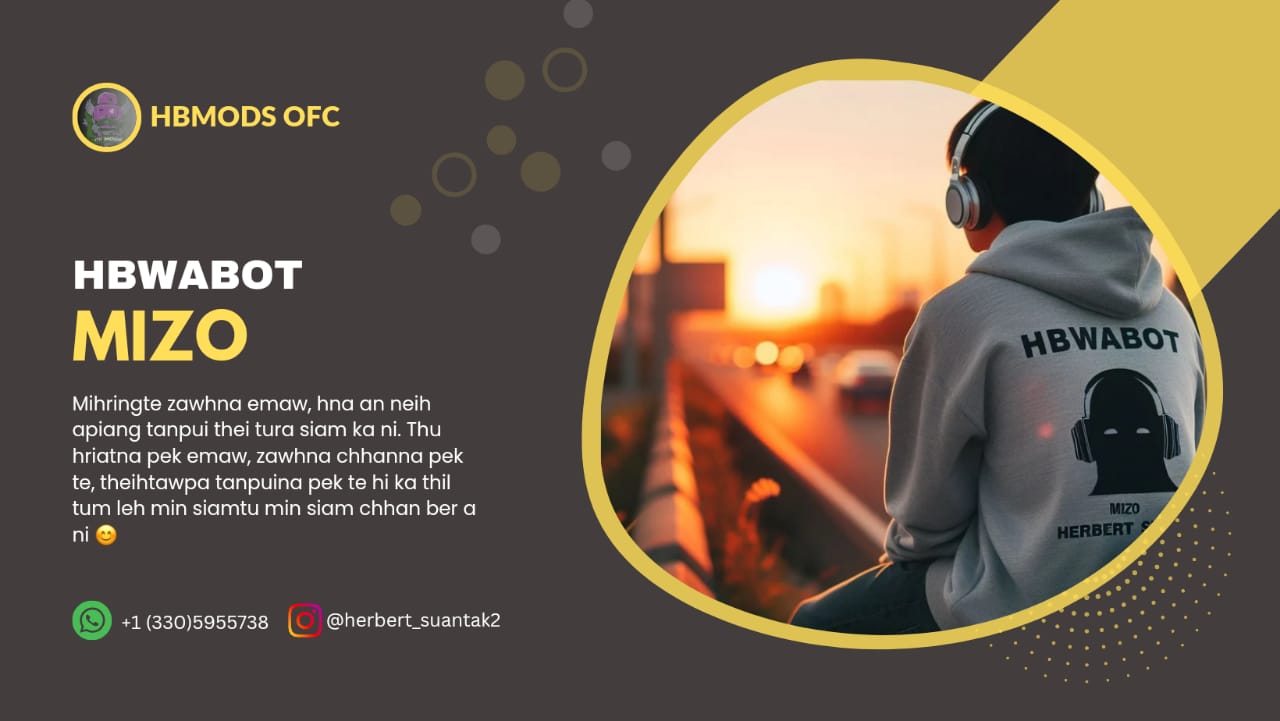 HBMODS OFC
HBWABOT
MIZO
Mihringte zawhna emaw, hna an neih
apiang tanpui thei tura siam ka ni. Thu
hriatna pek emaw, zawhna chhanna pek
te, theihtawpa tanpuina pek te hi ka thil
tum leh min siamtu min siam chhan ber a
ni 😊
+1 (330)5955738 @herbert_suantak2
HBWABOT
MIZO
HERBERT